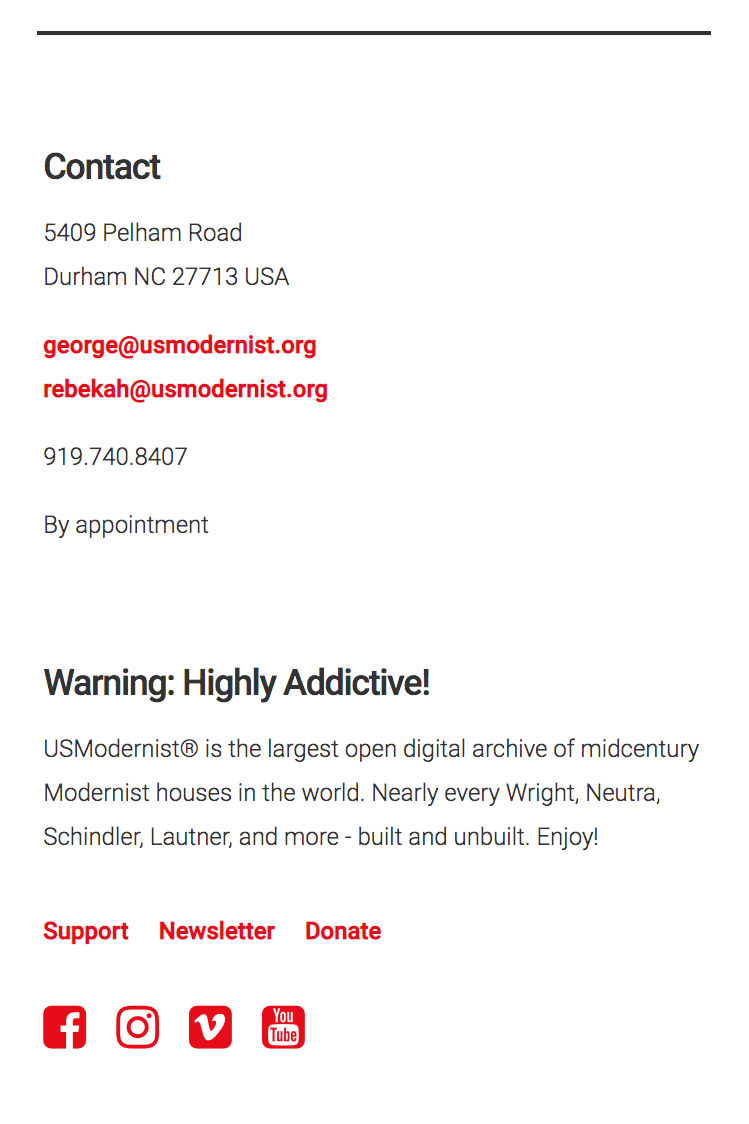 Contact
5409 Pelham Road
Durham NC 27713 USA
george@usmodernist.org
rebekah@usmodernist.org
919.740.8407
By appointment
Warning: Highly Addictive!
USModernist® is the largest open digital archive of midcentury
Modernist houses in the world. Nearly every Wright, Neutra,
Schindler, Lautner, and more - built and unbuilt. Enjoy!
Support Newsletter Donate
You
Tube